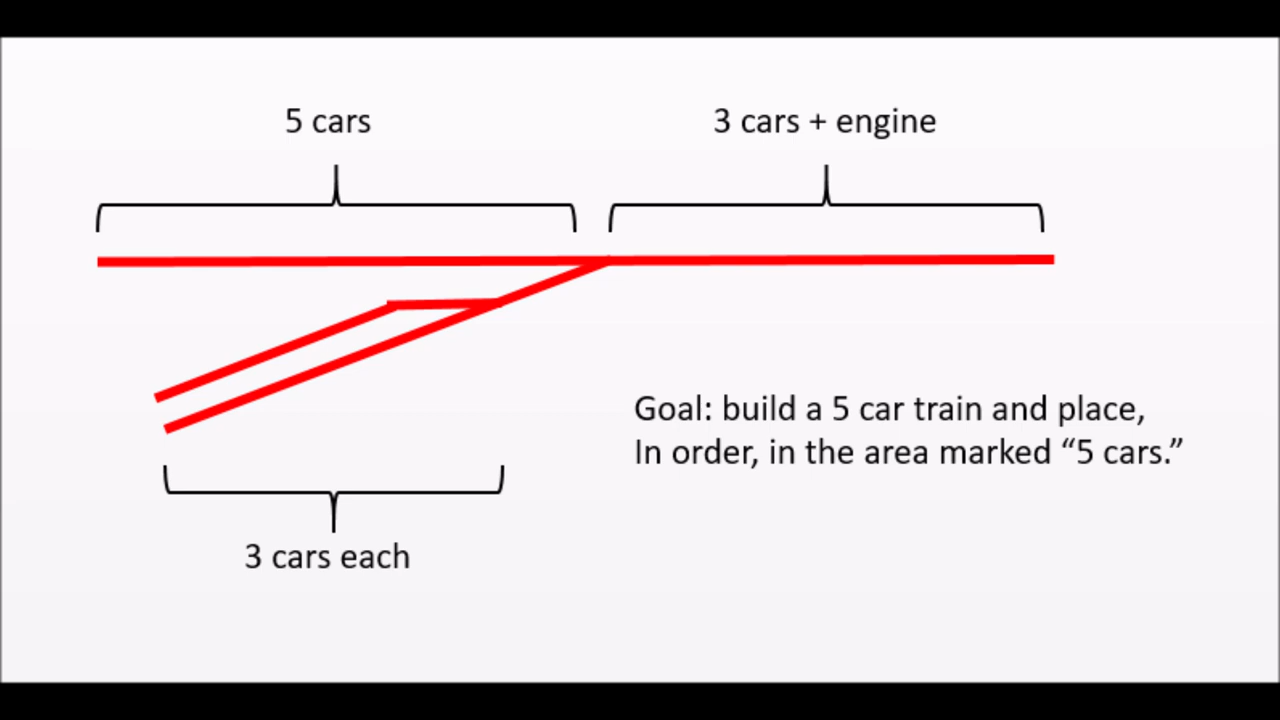 5 cars
3 cars + engine
Goal: build a 5 car train and place,
In order, in the area marked “5 cars.”
3 cars each